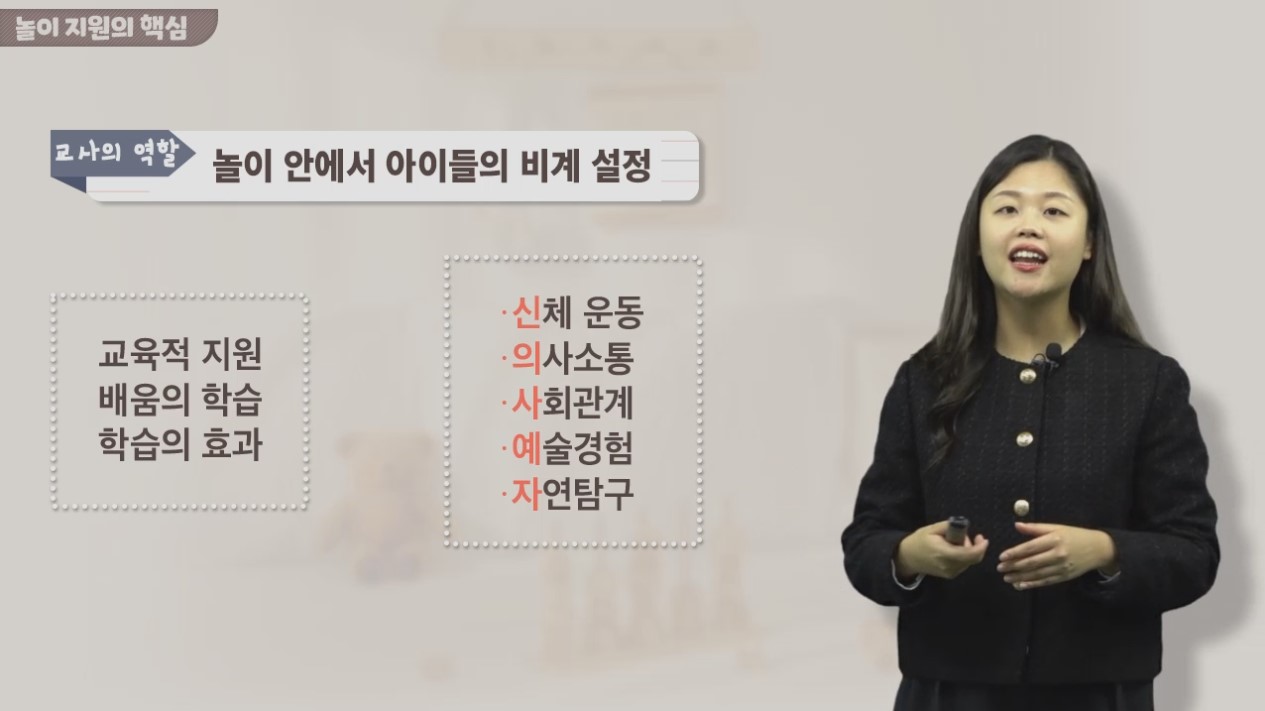 놀이 지원의 핵심
교사의 역할
놀이 안에서 아이들의 비계 설정
교육적 지원
배움의 학습
학습의 효과
·신체 운동
·의사소통
·사회관계
·예술경험
·자연탐구